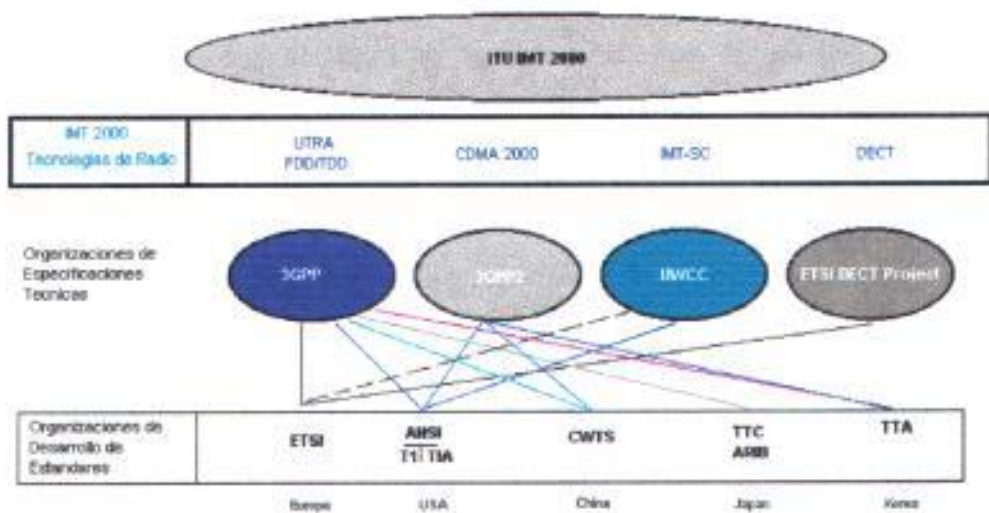 ITU IMT 2000
IMT 2000
Tecnologías de Radio
UTRA
FDD/TDD
CDMA 2000
IMT-SC
DECT
Organizaciones de
Especificaciones
Tecnicas
3GPP
3GPP2
UWCC
ETSI DECT Project
Organizaciones de
Desarrollo de
Estandares
ETSI
ANSI
T1 TIA
CWTS
TTC
ARIB
TTA
Europa
USA
China
Japan
Korea